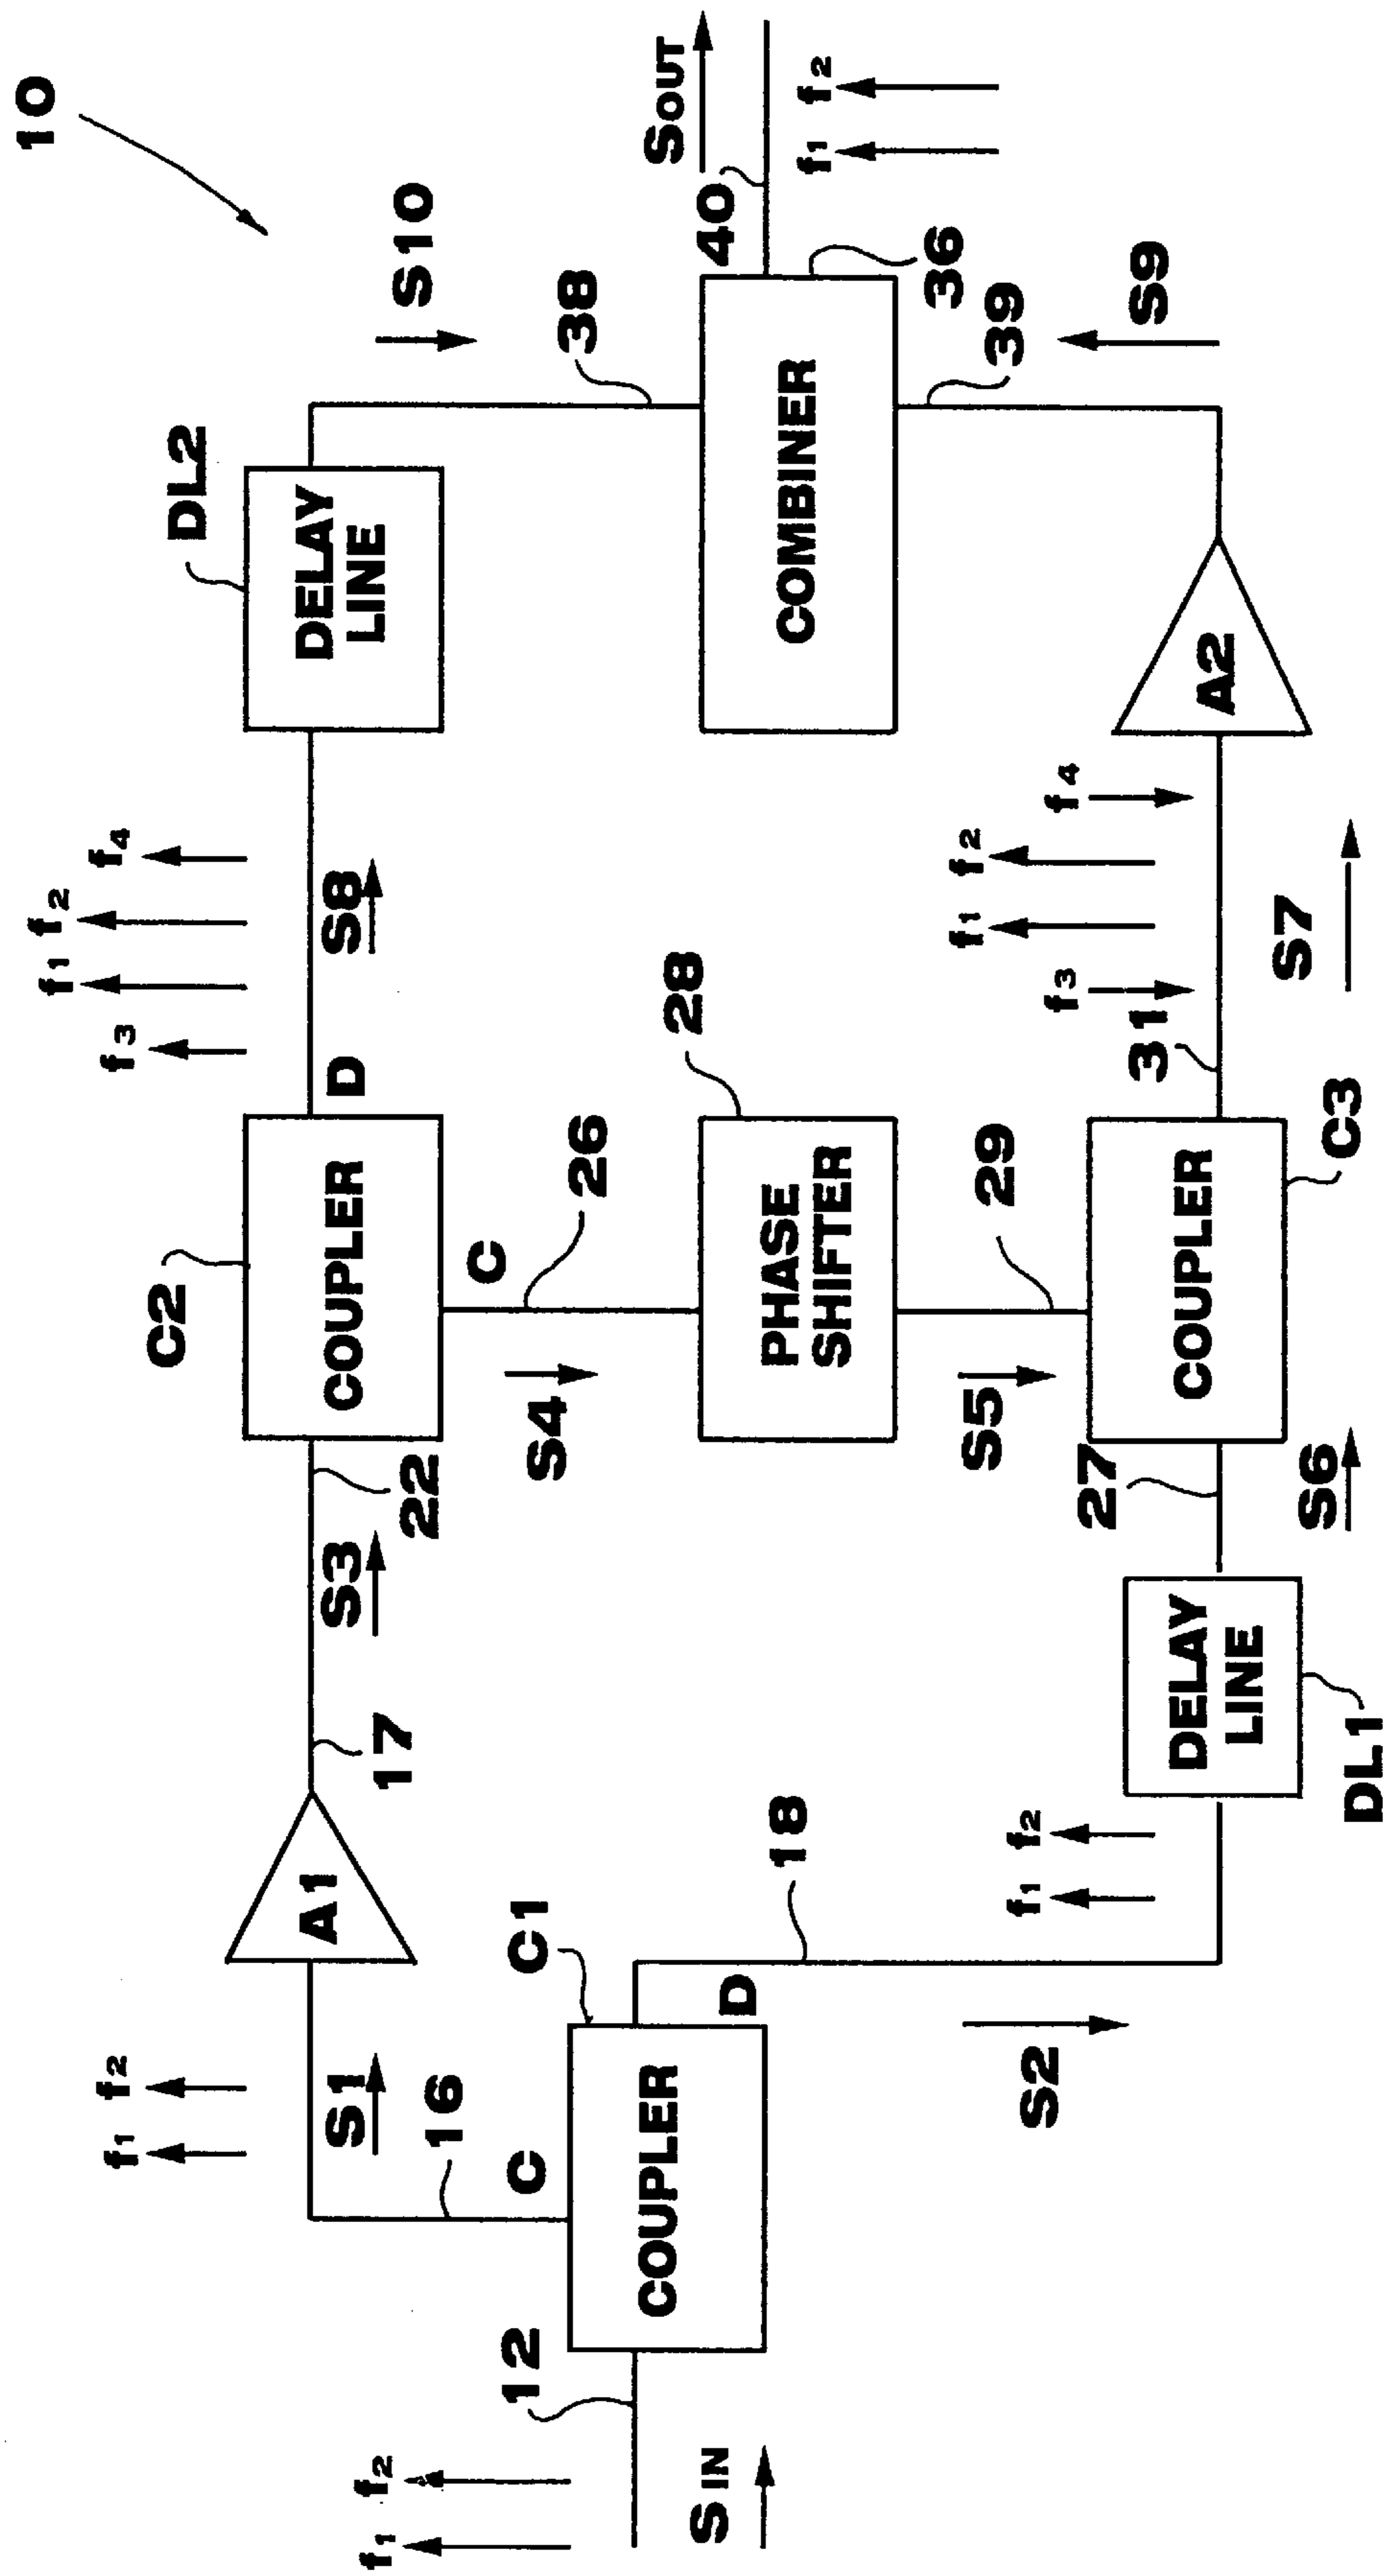 10
f1 f2
f3 f1 f2 f4
C2
DL2
A1
S1
S3
COUPLER
D
S8
DELAY
LINE
S10
17
22
16
C
S4
C
26
38
12
C1
f1 f2
COUPLER
D
SIN
18
PHASE
SHIFTER
28
COMBINER
40
SOUT
f1 f2
36
S2
f1 f2
27
S5
29
f3 f1 f2 f4
31
39
S9
DELAY
LINE
COUPLER
A2
DL1
S6
C3
S7